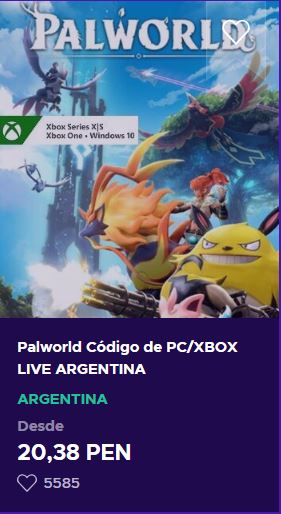 PALWORLD
Xbox Series X|S
Xbox One • Windows 10
Palworld Código de PC/XBOX
LIVE ARGENTINA
ARGENTINA
Desde
20,38 PEN
5585